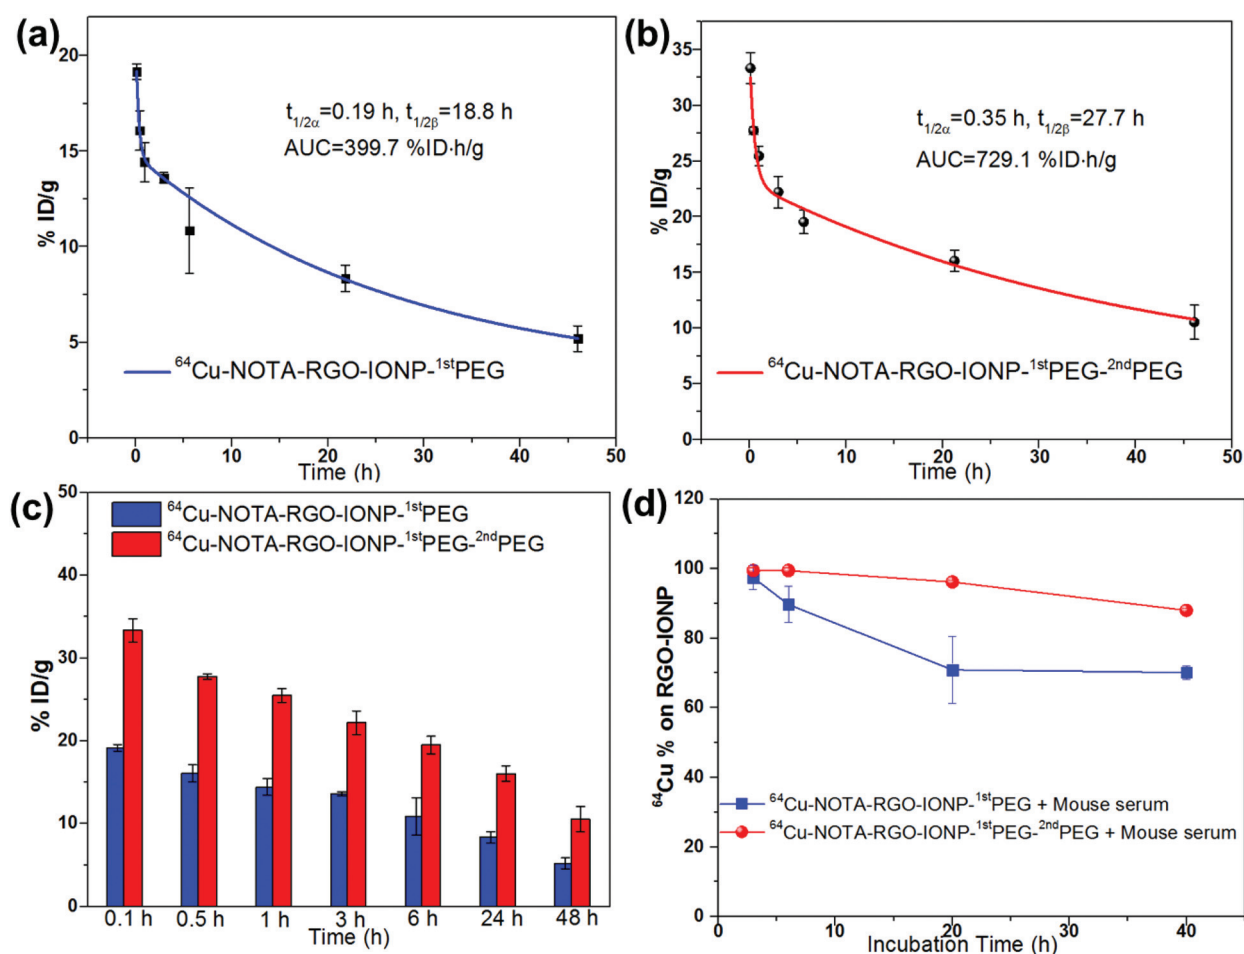 (a)
20
15
10
5
0
% ID/g
t1/2α=0.19 h, t1/2β=18.8 h
AUC=399.7 %ID·h/g
64Cu-NOTA-RGO-IONP-1stPEG
0 10 20 30 40 50
Time (h)
(b)
35
30
25
20
15
10
5
0
% ID/g
t1/2α=0.35 h, t1/2β=27.7 h
AUC=729.1 %ID·h/g
64Cu-NOTA-RGO-IONP-1stPEG-2ndPEG
0 10 20 30 40 50
Time (h)
(c)
50
40
30
20
10
0
% ID/g
64Cu-NOTA-RGO-IONP-1stPEG
64Cu-NOTA-RGO-IONP-1stPEG-2ndPEG
0.1 h 0.5 h 1 h 3 h 6 h 24 h 48 h
Time (h)
(d)
120
100
80
60
40
20
0
64Cu % on RGO-IONP
64Cu-NOTA-RGO-IONP-1stPEG + Mouse serum
64Cu-NOTA-RGO-IONP-1stPEG-2ndPEG + Mouse serum
0 20 40
Incubation Time (h)